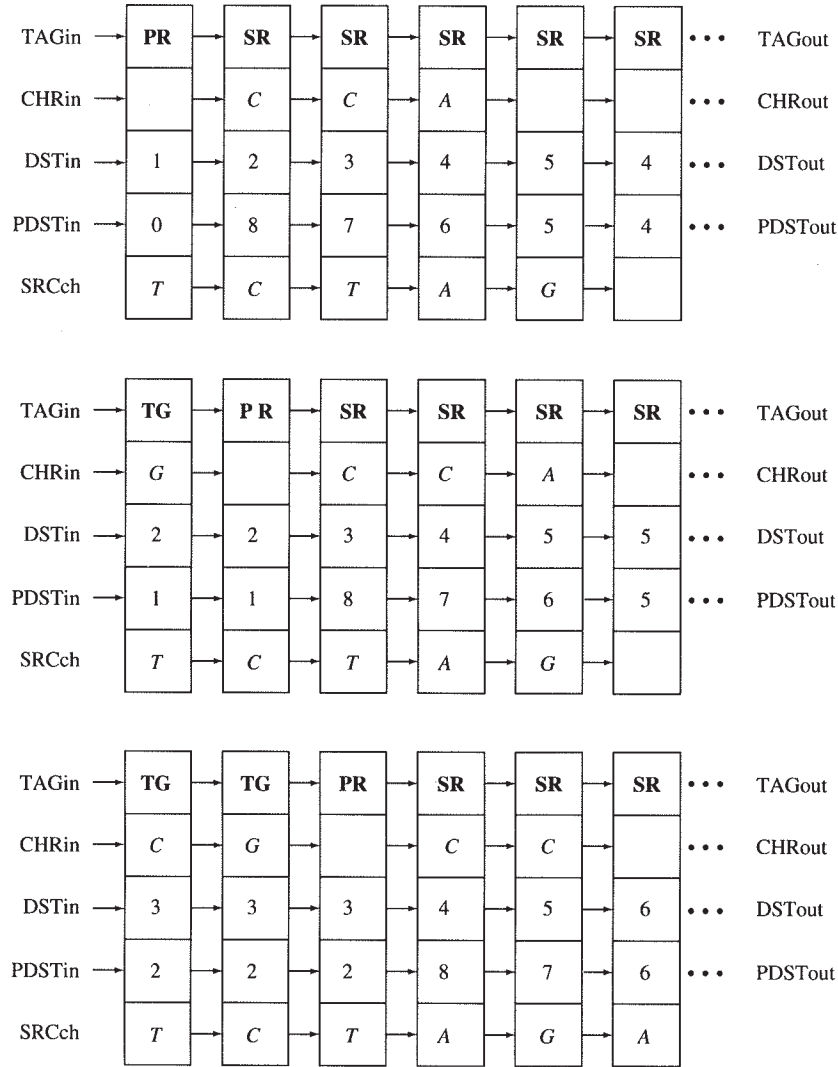 TAGin PR SR SR SR SR SR • • • TAGout
CHRin C C A • • • CHRout
DSTin 1 2 3 4 5 4 • • • DSTout
PDSTin 0 8 7 6 5 4 • • • PDSTout
SRCch T C T A G
TAGin TG P R SR SR SR SR • • • TAGout
CHRin G C C A • • • CHRout
DSTin 2 2 3 4 5 5 • • • DSTout
PDSTin 1 1 8 7 6 5 • • • PDSTout
SRCch T C T A G
TAGin TG TG PR SR SR SR • • • TAGout
CHRin C G C C • • • CHRout
DSTin 3 3 3 4 5 6 • • • DSTout
PDSTin 2 2 2 8 7 6 • • • PDSTout
SRCch T C T A G A